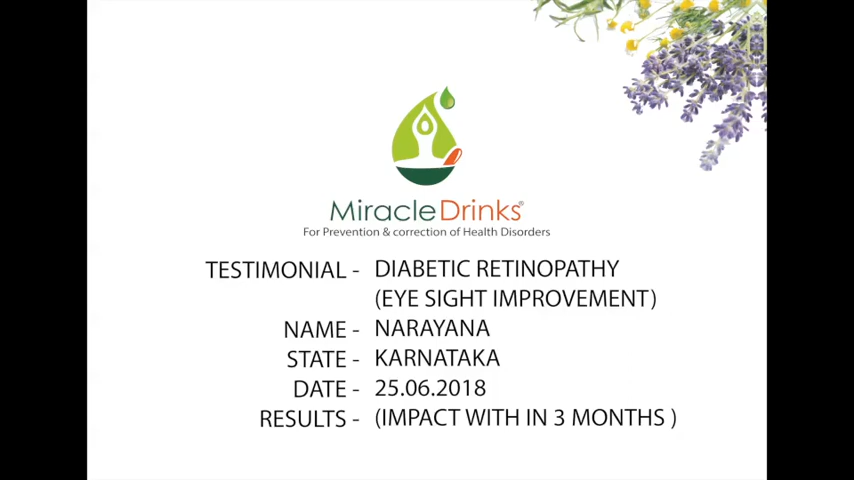 MiracleDrinks®
For Prevention & correction of Health Disorders
TESTIMONIAL - DIABETIC RETINOPATHY
(EYE SIGHT IMPROVEMENT)
NAME - NARAYANA
STATE - KARNATAKA
DATE - 25.06.2018
RESULTS - (IMPACT WITH IN 3 MONTHS )